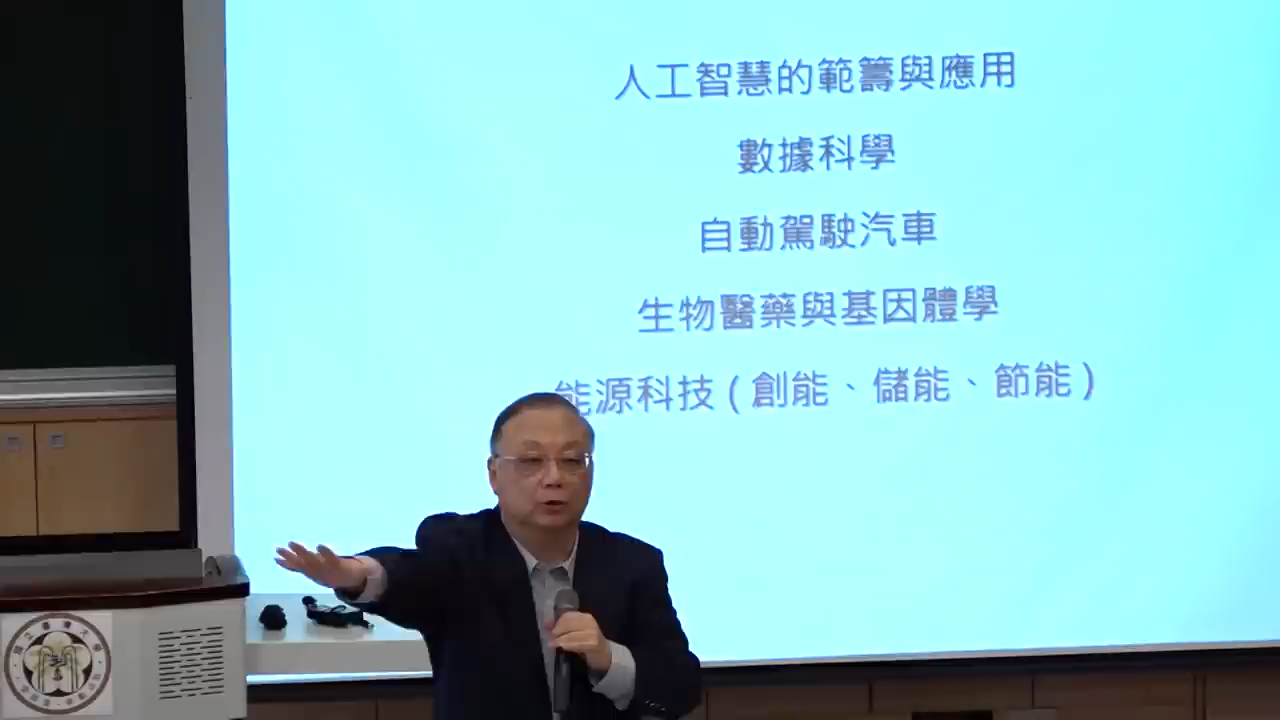 人工智慧的範籌與應用
數據科學
自動駕駛汽車
生物醫藥與基因體學
能源科技(創能、儲能、節能)